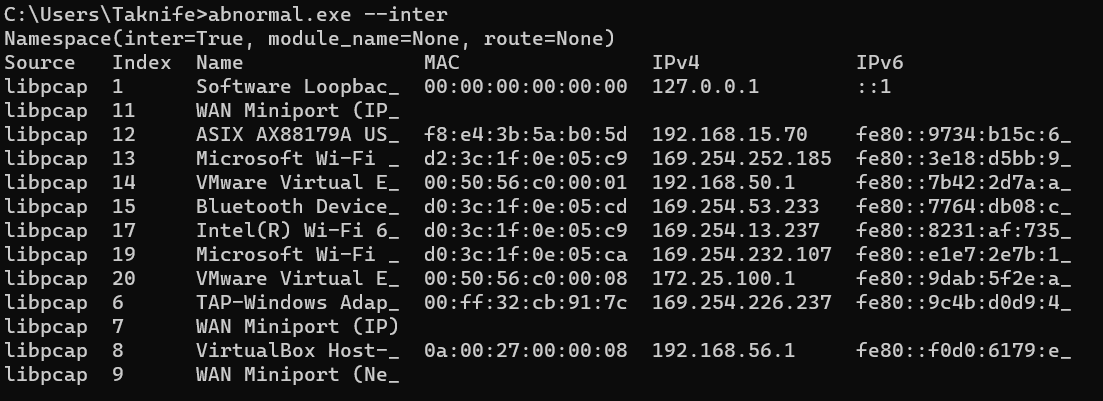 C:\Users\Taknife>abnormal.exe --inter
Namespace(inter=True, module_name=None, route=None)
Source   Index  Name               MAC                IPv4             IPv6
libpcap  1      Software Loopbac_  00:00:00:00:00:00  127.0.0.1        ::1
libpcap  11     WAN Miniport (IP_
libpcap  12     ASIX AX88179A US_  f8:e4:3b:5a:b0:5d  192.168.15.70    fe80::9734:b15c:6_
libpcap  13     Microsoft Wi-Fi _  d2:3c:1f:0e:05:c9  169.254.252.185  fe80::3e18:d5bb:9_
libpcap  14     VMware Virtual E_  00:50:56:c0:00:01  192.168.50.1     fe80::7b42:2d7a:a_
libpcap  15     Bluetooth Device_  d0:3c:1f:0e:05:cd  169.254.53.233   fe80::7764:db08:c_
libpcap  17     Intel(R) Wi-Fi 6_  d0:3c:1f:0e:05:c9  169.254.13.237   fe80::8231:af:735_
libpcap  19     Microsoft Wi-Fi _  d0:3c:1f:0e:05:ca  169.254.232.107  fe80::e1e7:2e7b:1_
libpcap  20     VMware Virtual E_  00:50:56:c0:00:08  172.25.100.1     fe80::9dab:5f2e:a_
libpcap  6      TAP-Windows Adap_  00:ff:32:cb:91:7c  169.254.226.237  fe80::9c4b:d0d9:4_
libpcap  7      WAN Miniport (IP)
libpcap  8      VirtualBox Host-_  0a:00:27:00:00:08  192.168.56.1     fe80::f0d0:6179:e_
libpcap  9      WAN Miniport (Ne_